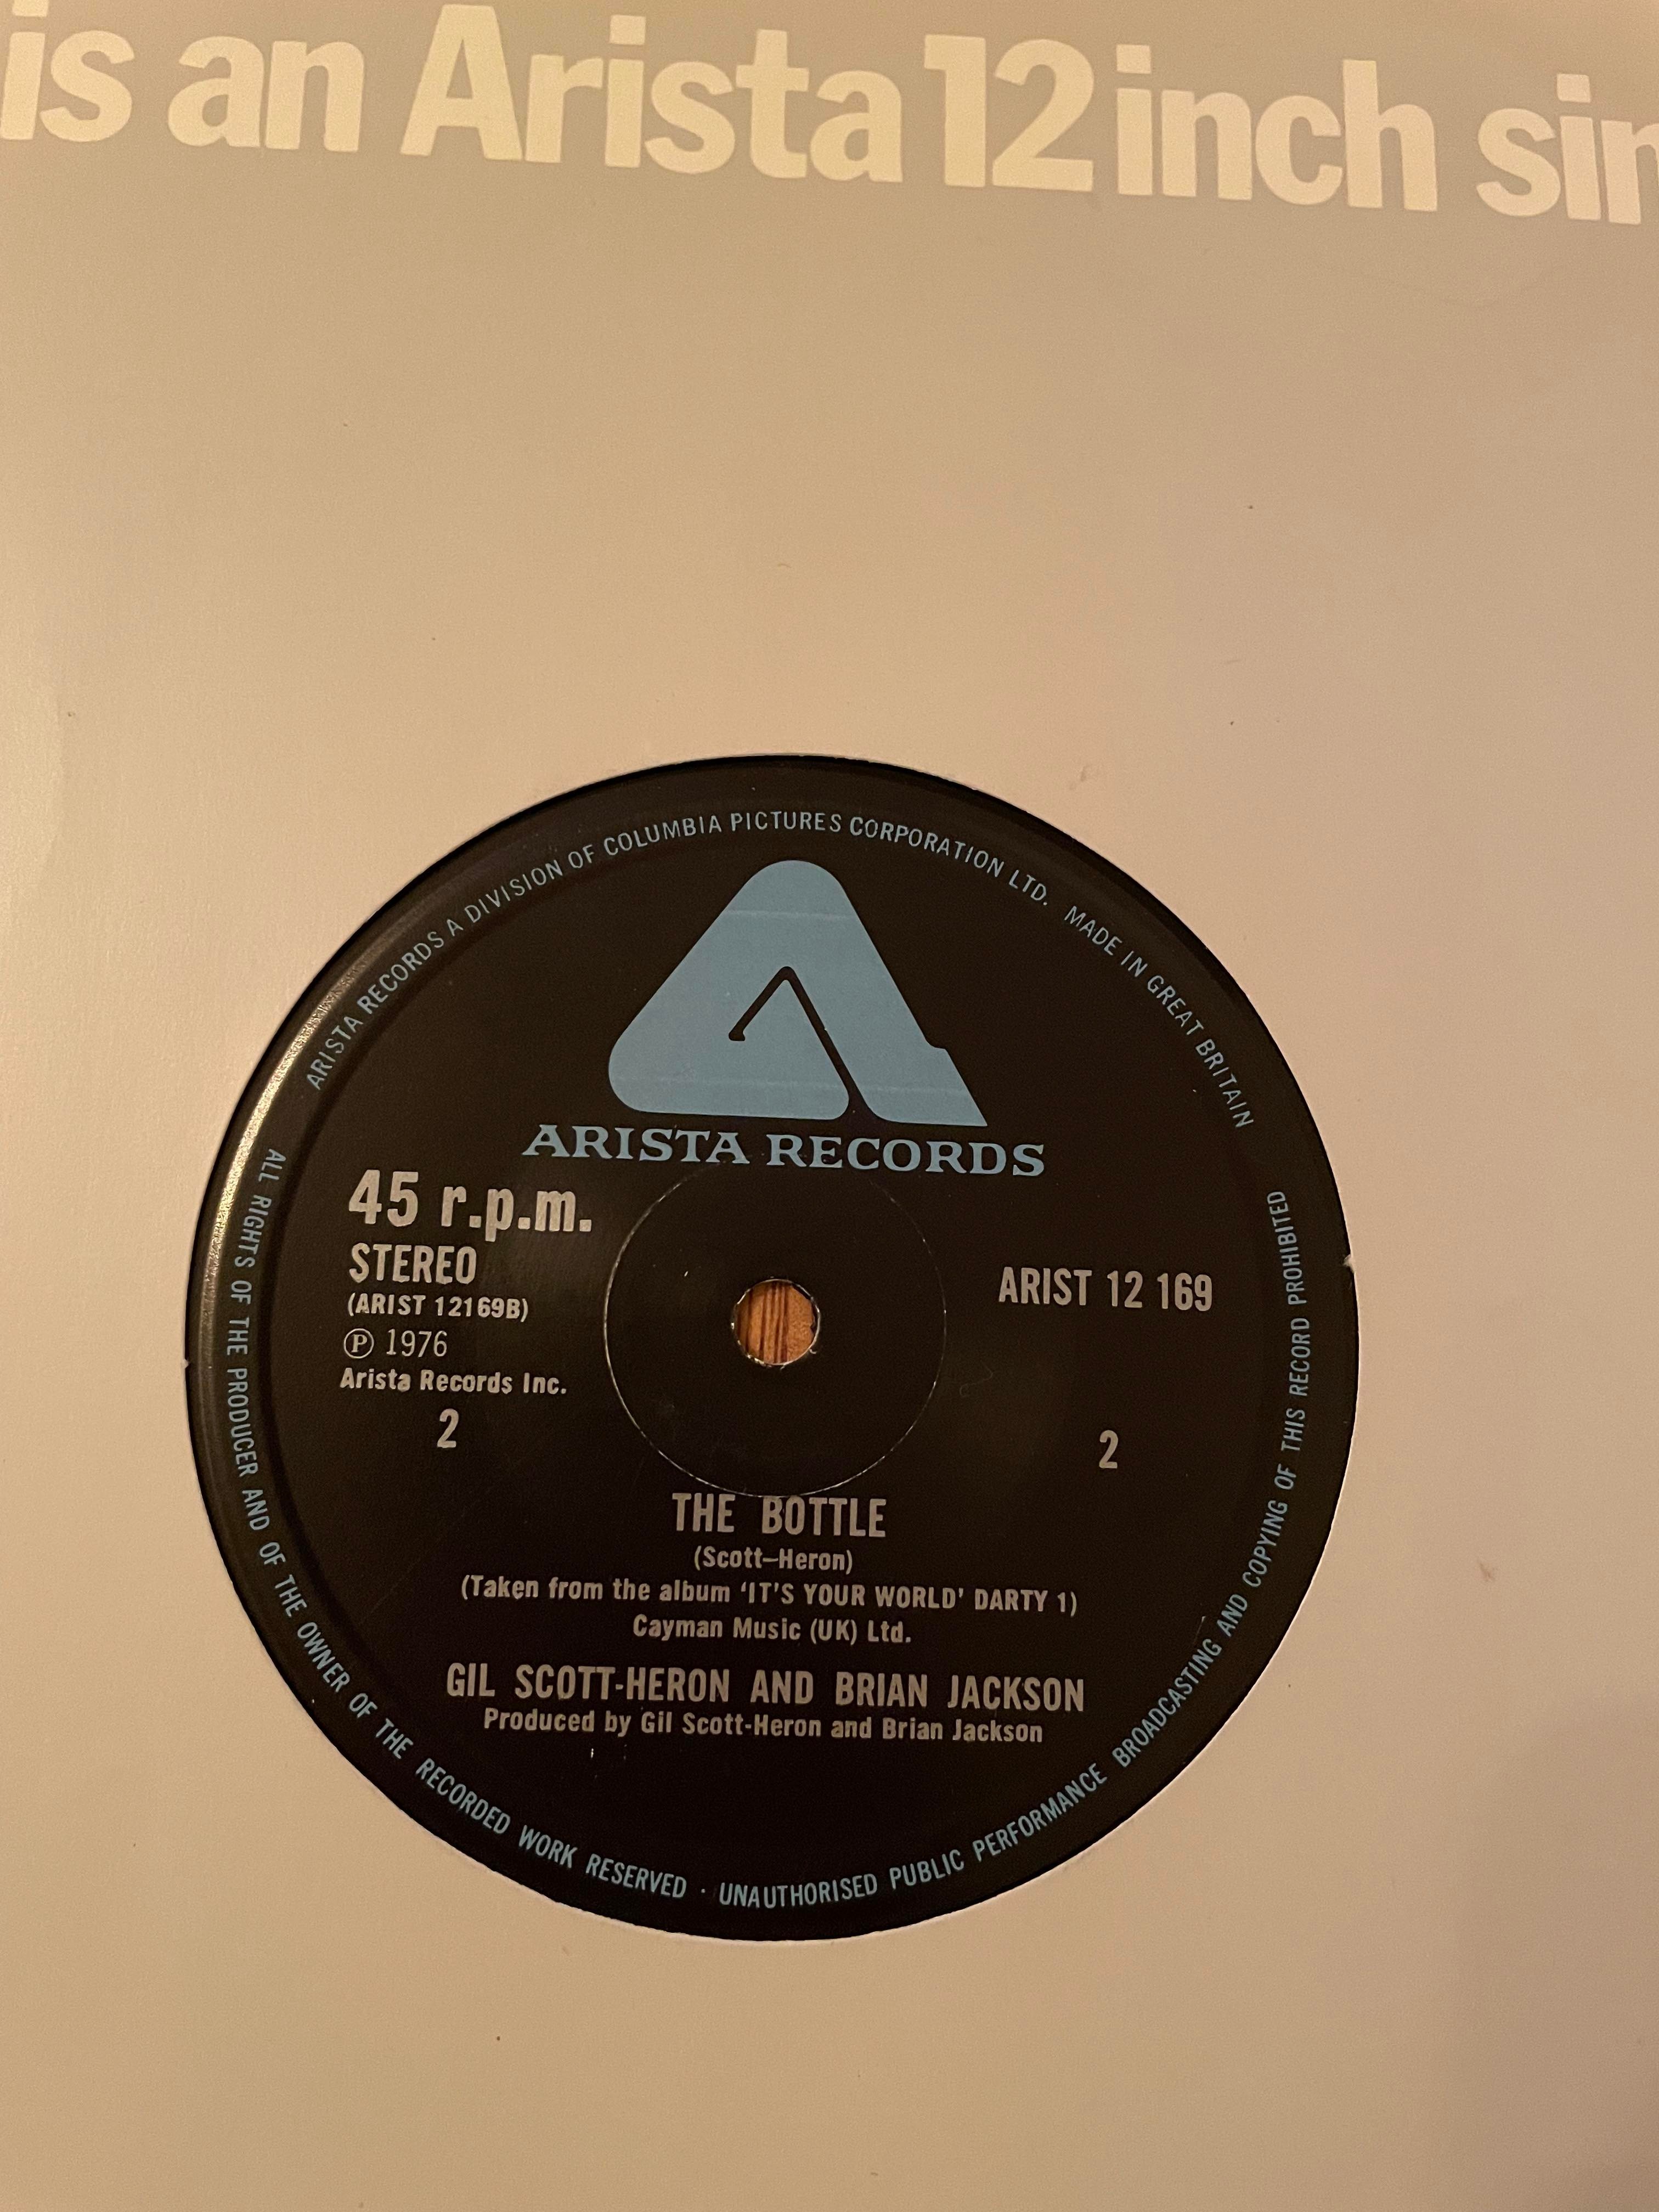 is an Arista 12 inch sin
ARISTA RECORDS A DIVISION OF COLUMBIA PICTURES CORPORATION LTD. MADE IN GREAT BRITAIN
ARISTA RECORDS
45 r.p.m.
STEREO
(ARIST 12169B)
Ⓟ 1976
Arista Records Inc.
2
ARIST 12 169
2
THE BOTTLE
(Scott-Heron)
(Taken from the album 'IT'S YOUR WORLD' DARTY 1)
Cayman Music (UK) Ltd.
GIL SCOTT-HERON AND BRIAN JACKSON
Produced by Gil Scott-Heron and Brian Jackson
ALL RIGHTS OF THE PRODUCER AND OF THE OWNER OF THE RECORDED WORK RESERVED · UNAUTHORISED PUBLIC PERFORMANCE BROADCASTING AND COPYING OF THIS RECORD PROHIBITED